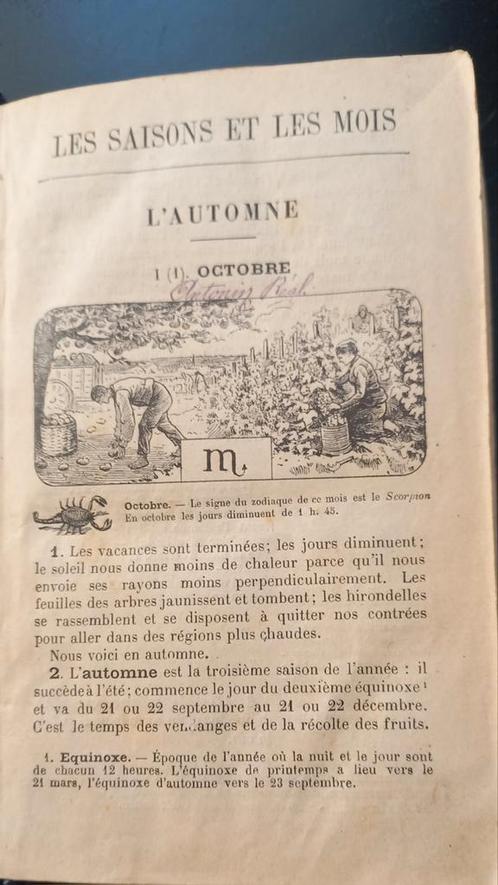 LES SAISONS ET LES MOIS
L'AUTOMNE
1 (1). OCTOBRE
♏
Octobre. — Le signe du zodiaque de ce mois est le Scorpion
En octobre les jours diminuent de 1 h. 45.
1. Les vacances sont terminées; les jours diminuent;
le soleil nous donne moins de chaleur parce qu'il nous
envoie ses rayons moins perpendiculairement. Les
feuilles des arbres jaunissent et tombent; les hirondelles
se rassemblent et se disposent à quitter nos contrées
pour aller dans des régions plus chaudes.
Nous voici en automne.
2. L'automne est la troisième saison de l'année : il
succède à l'été; commence le jour du deuxième équinoxe¹
et va du 21 ou 22 septembre au 21 ou 22 décembre.
C'est le temps des vendanges et de la récolte des fruits.
1. Equinoxe. — Époque de l'année où la nuit et le jour sont
de chacun 12 heures. L'équinoxe de printemps a lieu vers le
21 mars, l'équinoxe d'automne vers le 23 septembre.